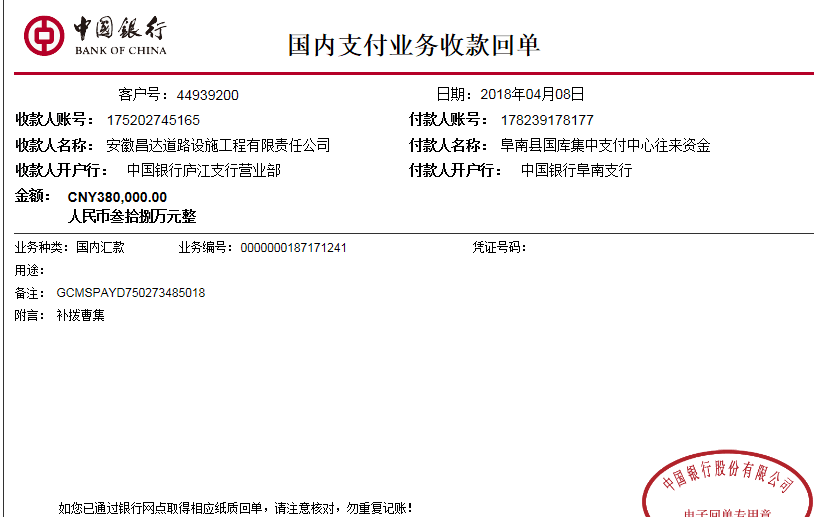 中国银行
BANK OF CHINA
国内支付业务收款回单
客户号：44939200 日期：2018年04月08日
收款人账号：175202745165 付款人账号：178239178177
收款人名称：安徽昌达道路设施工程有限责任公司 付款人名称：阜南县国库集中支付中心往来资金
收款人开户行：中国银行庐江支行营业部 付款人开户行：中国银行阜南支行
金额：CNY380,000.00
人民币叁拾捌万元整
业务种类：国内汇款 业务编号：0000000187171241 凭证号码：
用途：
备注：GCMSPAYD750273485018
附言：补拨曹集
中国银行股份有限公司
电子回单专用章
如您已通过银行网点取得相应纸质回单，请注意核对，勿重复记账！